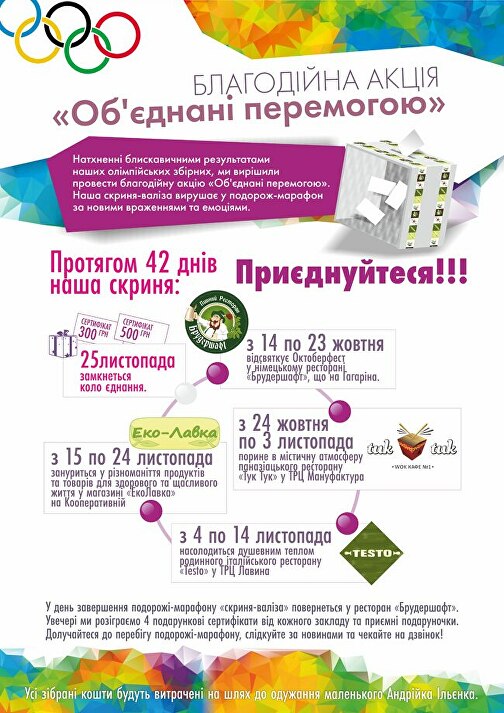 БЛАГОДІЙНА АКЦІЯ
«Об'єднані перемогою»
Натхненні блискавичними результатами
наших олімпійських збірних, ми вирішили
провести благодійну акцію «Об'єднані перемогою».
Наша скриня-валіза вирушає у подорож-марафон
за новими враженнями та емоціями.
Протягом 42 днів
наша скриня:
Приєднуйтеся!!!
Пивний Ресторан
Брудершафт
СЕРТИФІКАТ
300 ГРН
СЕРТИФІКАТ
500 ГРН
25листопада
замкнеться
коло єднання.
з 14 по 23 жовтня
відсвяткує Октоберфест
у німецькому ресторані
«Брудершафт», що на Гагаріна.
з 24 жовтня
по 3 листопада
порине в містичну атмосферу
паназіацького ресторану
«Тук Тук» у ТРЦ Мануфактура
tuk tuk
• WOK КАФЕ №1 •
Еко-Лавка
з 15 по 24 листопада
зануриться у різноманіття продуктів
та товарів для здорового та щасливого
життя у магазині «ЕкоЛавка»
на Кооперативній
з 4 по 14 листопада
насолодиться душевним теплом
родинного італійського ресторану
«Testo» у ТРЦ Лавина
TESTO
У день завершення подорожі-марафону «скриня-валіза» повернеться у ресторан «Брудершафт».
Увечері ми розіграємо 4 подарункові сертифікати від кожного закладу та приємні подаруночки.
Долучайтеся до перебігу подорожі-марафону, слідкуйте за новинами та чекайте на дзвінок!
Усі зібрані кошти будуть витрачені на шлях до одужання маленького Андрійка Ільєнка.